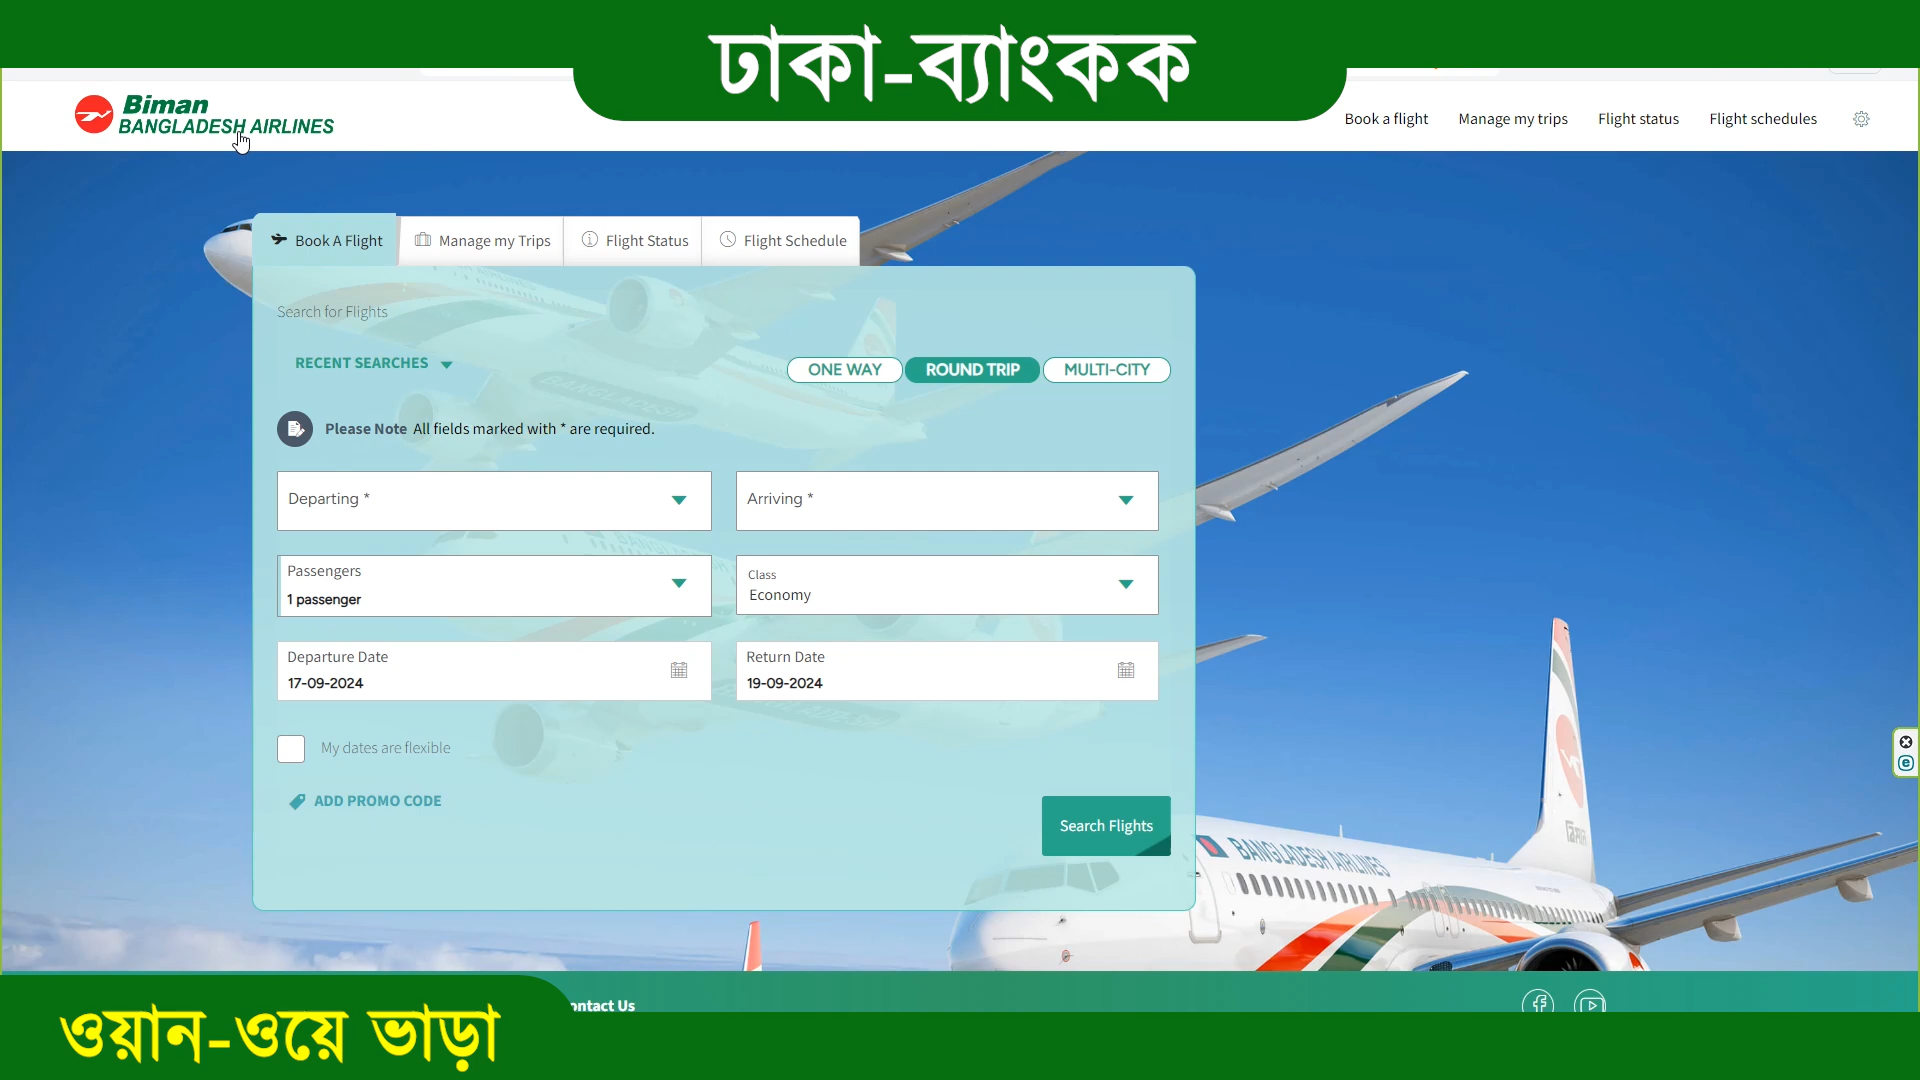 ঢাকা-ব্যাংকক
Biman
BANGLADESH AIRLINES
Book a flight
Manage my trips
Flight status
Flight schedules
Book A Flight
Manage my Trips
Flight Status
Flight Schedule
Search for Flights
RECENT SEARCHES
ONE WAY
ROUND TRIP
MULTI-CITY
Please Note All fields marked with * are required.
Departing *
Arriving *
Passengers
1 passenger
Class
Economy
Departure Date
17-09-2024
Return Date
19-09-2024
My dates are flexible
ADD PROMO CODE
Search Flights
BANGLADESH AIRLINES
ontact Us
ওয়ান-ওয়ে ভাড়া